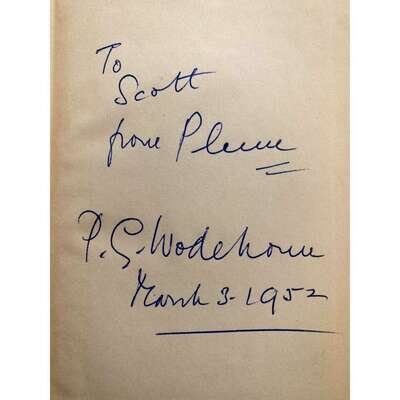 To
Scott
from Plum
P. G. Wodehouse
March 3. 1952